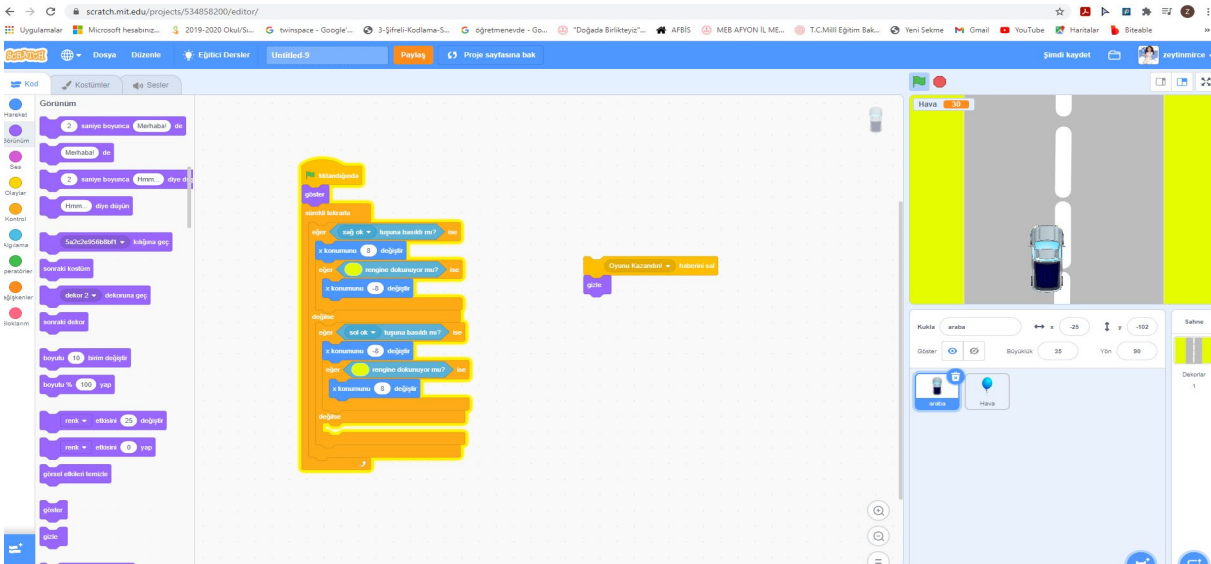 scratch.mit.edu/projects/534858200/editor/
Uygulamalar Microsoft hesabınız... 2019-2020 Okul/Sı... twinspace - Google'... 3-Şifreli-Kodlama-S... öğretmenevde - Go... "Doğada Birlikteyiz"... AFBİS MEB AFYON İL ME... T.C.Millî Eğitim Bak... Yeni Sekme Gmail YouTube Haritalar Biteable
SCRATCH Dosya Düzenle Eğitici Dersler Untitled-9 Paylaş Proje sayfasına bak Şimdi kaydet zeytinmirce
Kod Kostümler Sesler
Hareket
Görünüm
Ses
Olaylar
Kontrol
Algılama
Operatörler
Değişkenler
Bloklarım
Görünüm
2 saniye boyunca Merhaba! de
Merhaba! de
2 saniye boyunca Hmm... diye dü
Hmm... diye düşün
5a2c2e956b8bf1 kılığına geç
sonraki kostüm
dekor 2 dekoruna geç
sonraki dekor
boyutu 10 birim değiştir
boyutu % 100 yap
renk etkisini 25 değiştir
renk etkisini 0 yap
görsel etkileri temizle
göster
gizle
tıklandığında
göster
sürekli tekrarla
eğer sağ ok tuşuna basıldı mı? ise
x konumunu 8 değiştir
eğer rengine dokunuyor mu? ise
x konumunu -8 değiştir
değilse
eğer sol ok tuşuna basıldı mı? ise
x konumunu -8 değiştir
eğer rengine dokunuyor mu? ise
x konumunu 8 değiştir
değilse
Oyunu Kazandın! haberini sal
gizle
Hava 30
Kukla araba x -25 y -102
Göster Büyüklük 35 Yön 90
araba
Hava
Sahne
Dekorlar
1